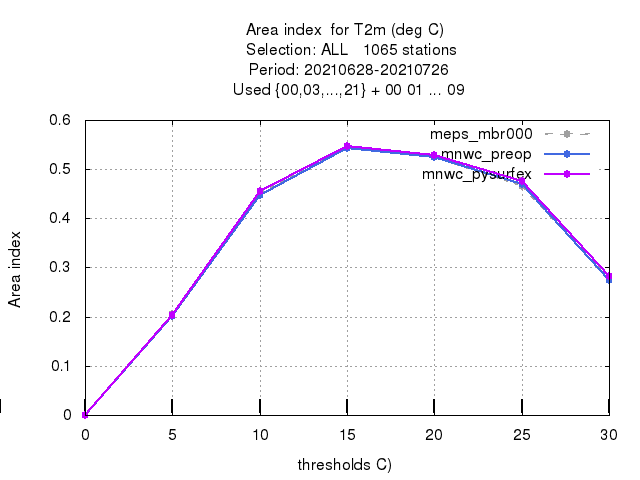 Area index  for T2m (deg C)
Selection: ALL   1065 stations
Period: 20210628-20210726
Used {00,03,...,21} + 00 01 ... 09
meps_mbr000
mnwc_preop
mnwc_pysurfex
0.6
0.5
0.4
0.3
0.2
0.1
0
Area index
0 5 10 15 20 25 30
thresholds C)